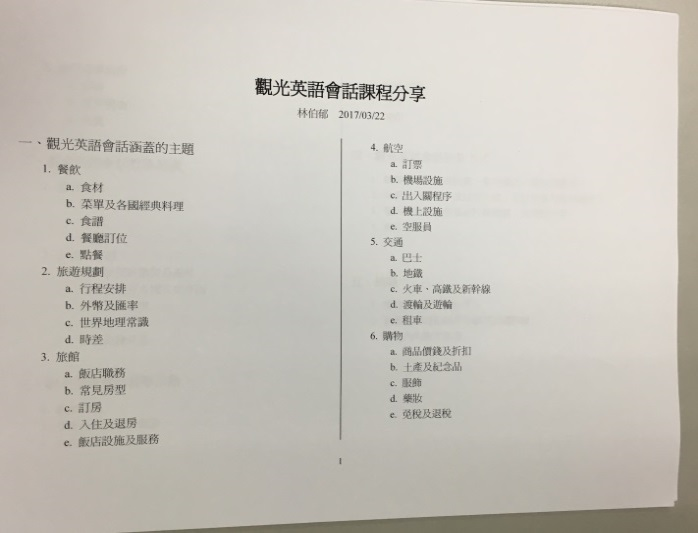 觀光英語會話課程分享
林伯郁 2017/03/22
一、觀光英語會話涵蓋的主題
1. 餐飲
a. 食材
b. 菜單及各國經典料理
c. 食譜
d. 餐廳訂位
e. 點餐
2. 旅遊規劃
a. 行程安排
b. 外幣及匯率
c. 世界地理常識
d. 時差
3. 旅館
a. 飯店職務
b. 常見房型
c. 訂房
d. 入住及退房
e. 飯店設施及服務
4. 航空
a. 訂票
b. 機場設施
c. 出入關程序
d. 機上設施
e. 空服員
5. 交通
a. 巴士
b. 地鐵
c. 火車、高鐵及新幹線
d. 渡輪及遊輪
e. 租車
6. 購物
a. 商品價錢及折扣
b. 土產及紀念品
c. 服飾
d. 藥妝
e. 免稅及退稅
1